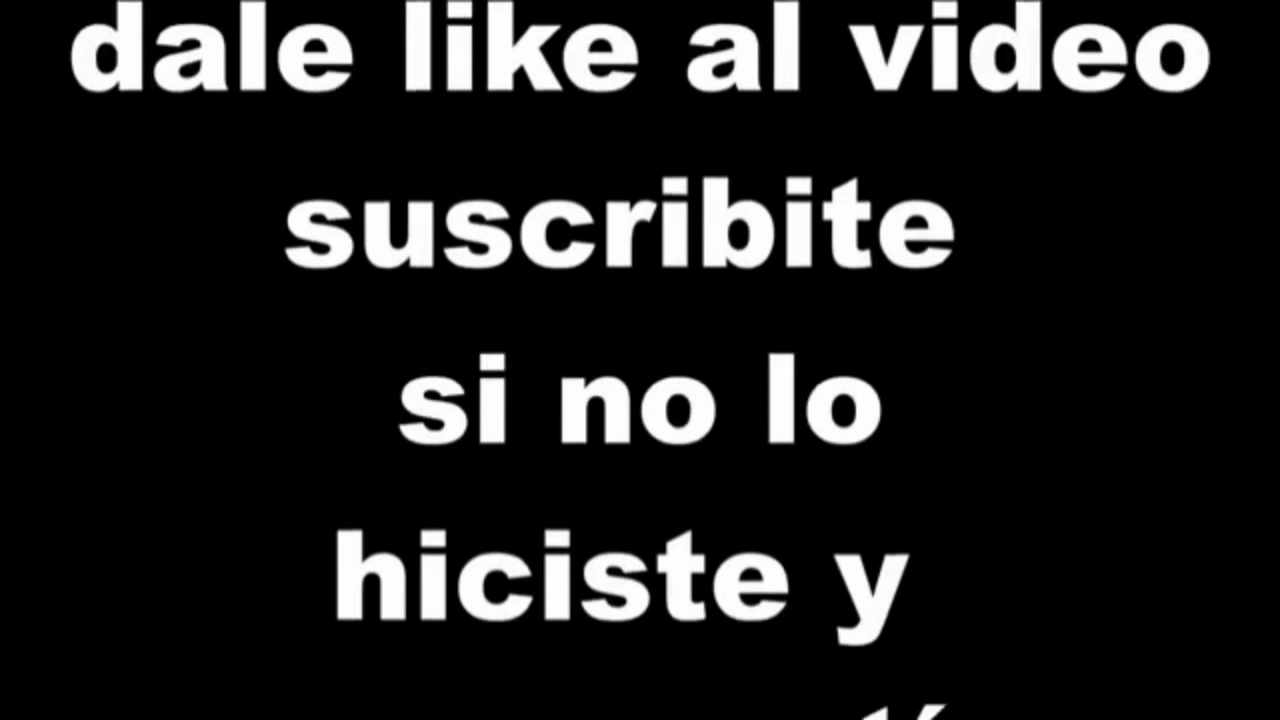 dale like al video
suscribite
si no lo
hiciste y